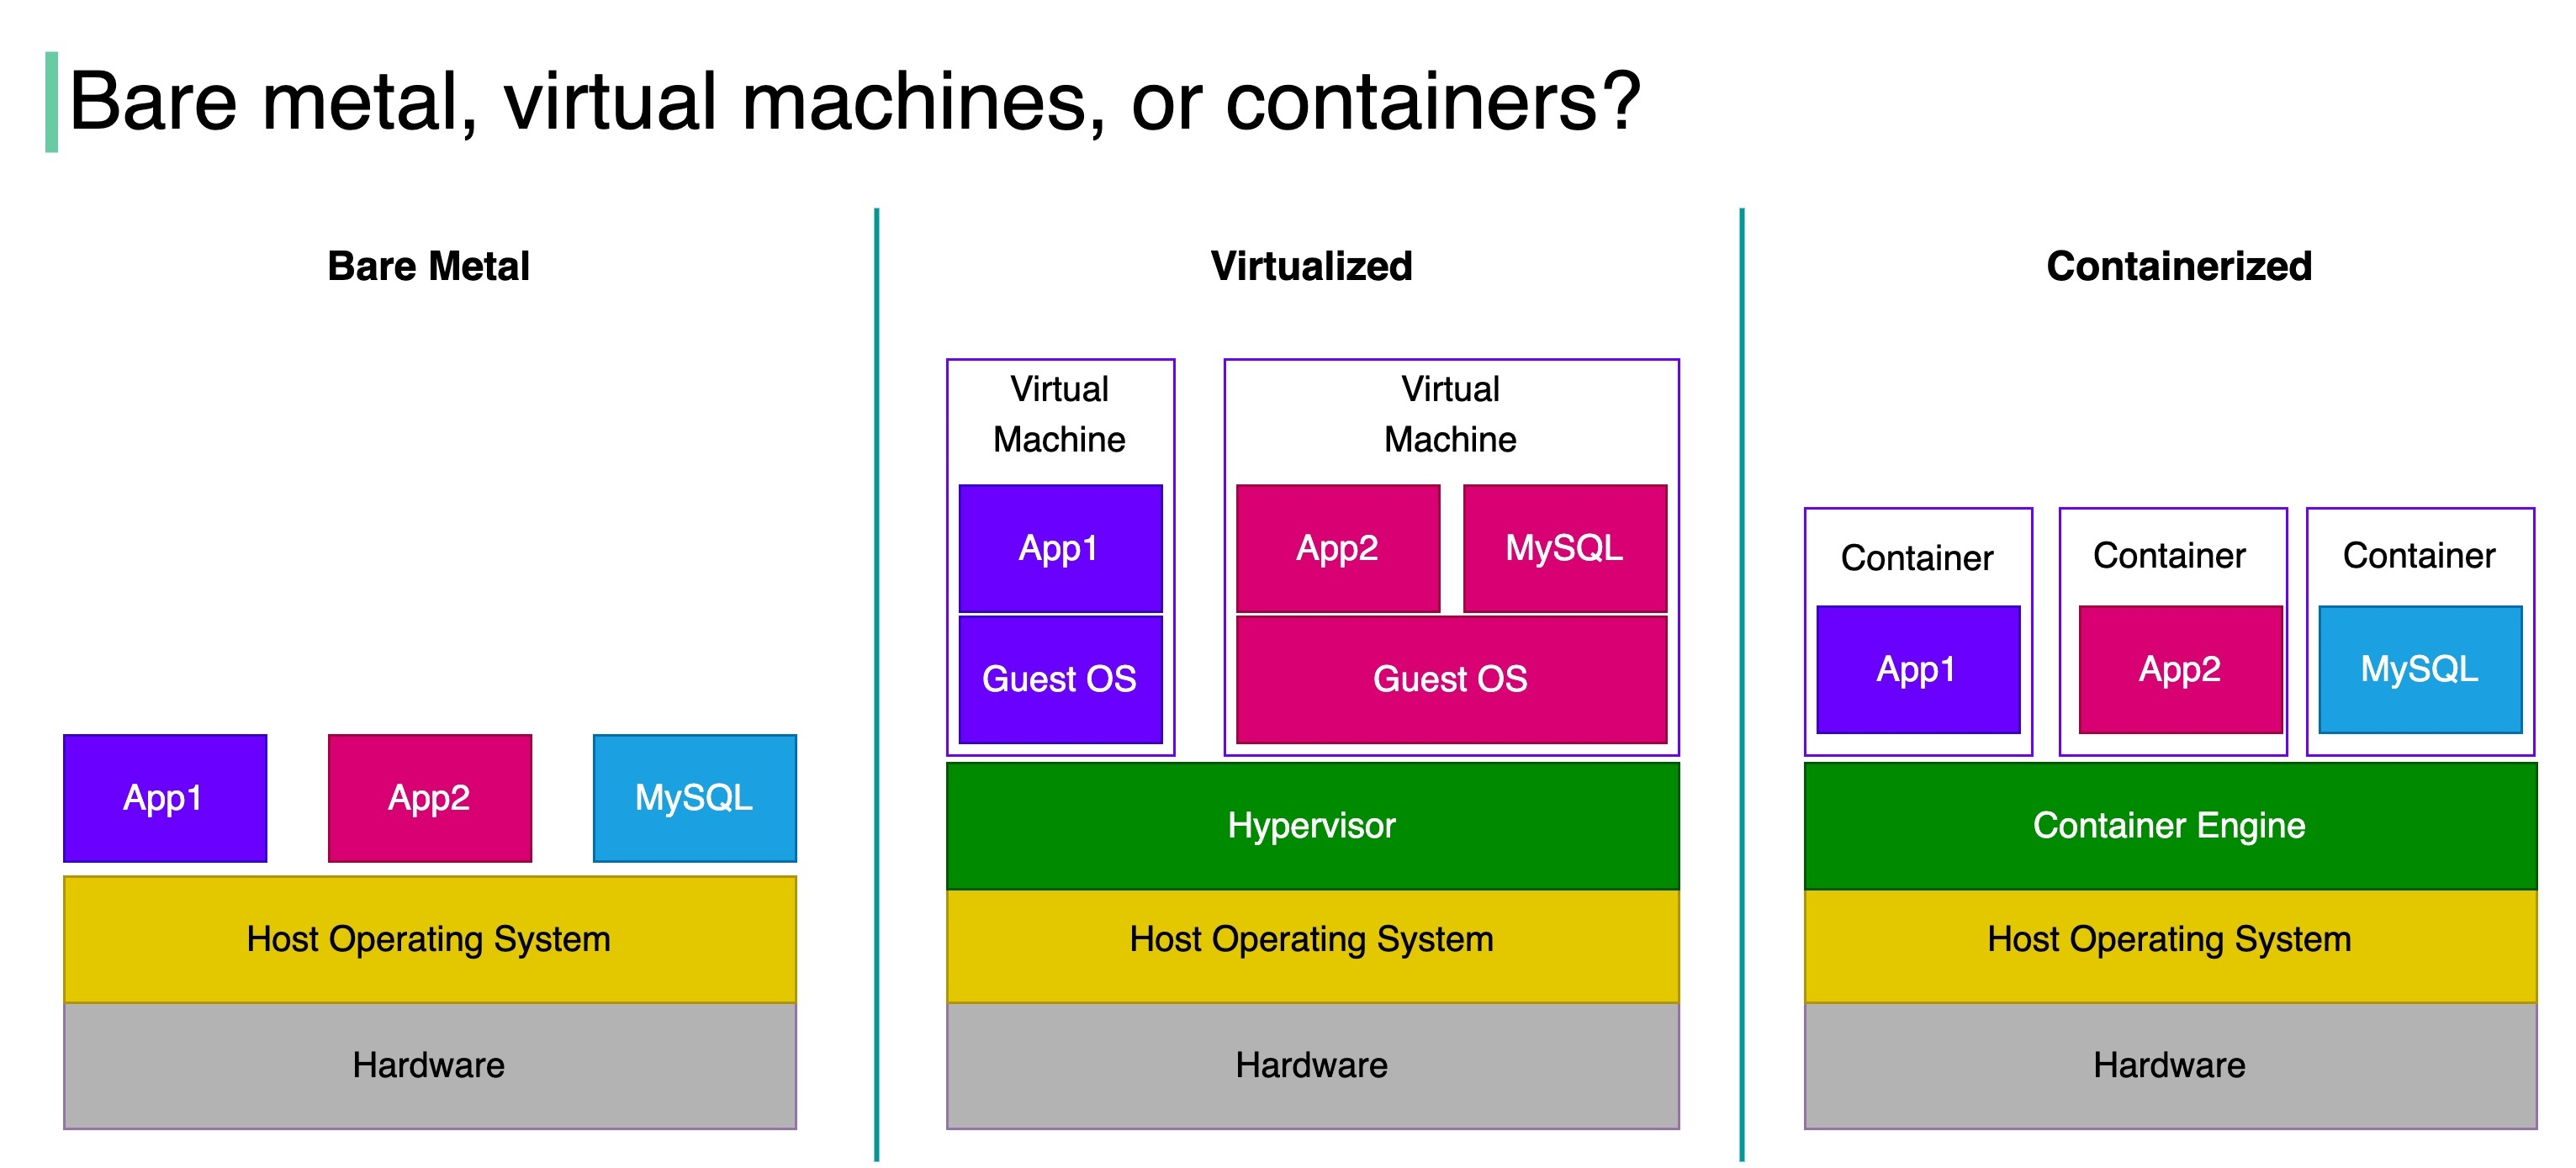 Bare metal, virtual machines, or containers?
Bare Metal
App1
App2
MySQL
Host Operating System
Hardware
Virtualized
Virtual
Machine
App1
Guest OS
Virtual
Machine
App2
MySQL
Guest OS
Hypervisor
Host Operating System
Hardware
Containerized
Container
App1
Container
App2
Container
MySQL
Container Engine
Host Operating System
Hardware